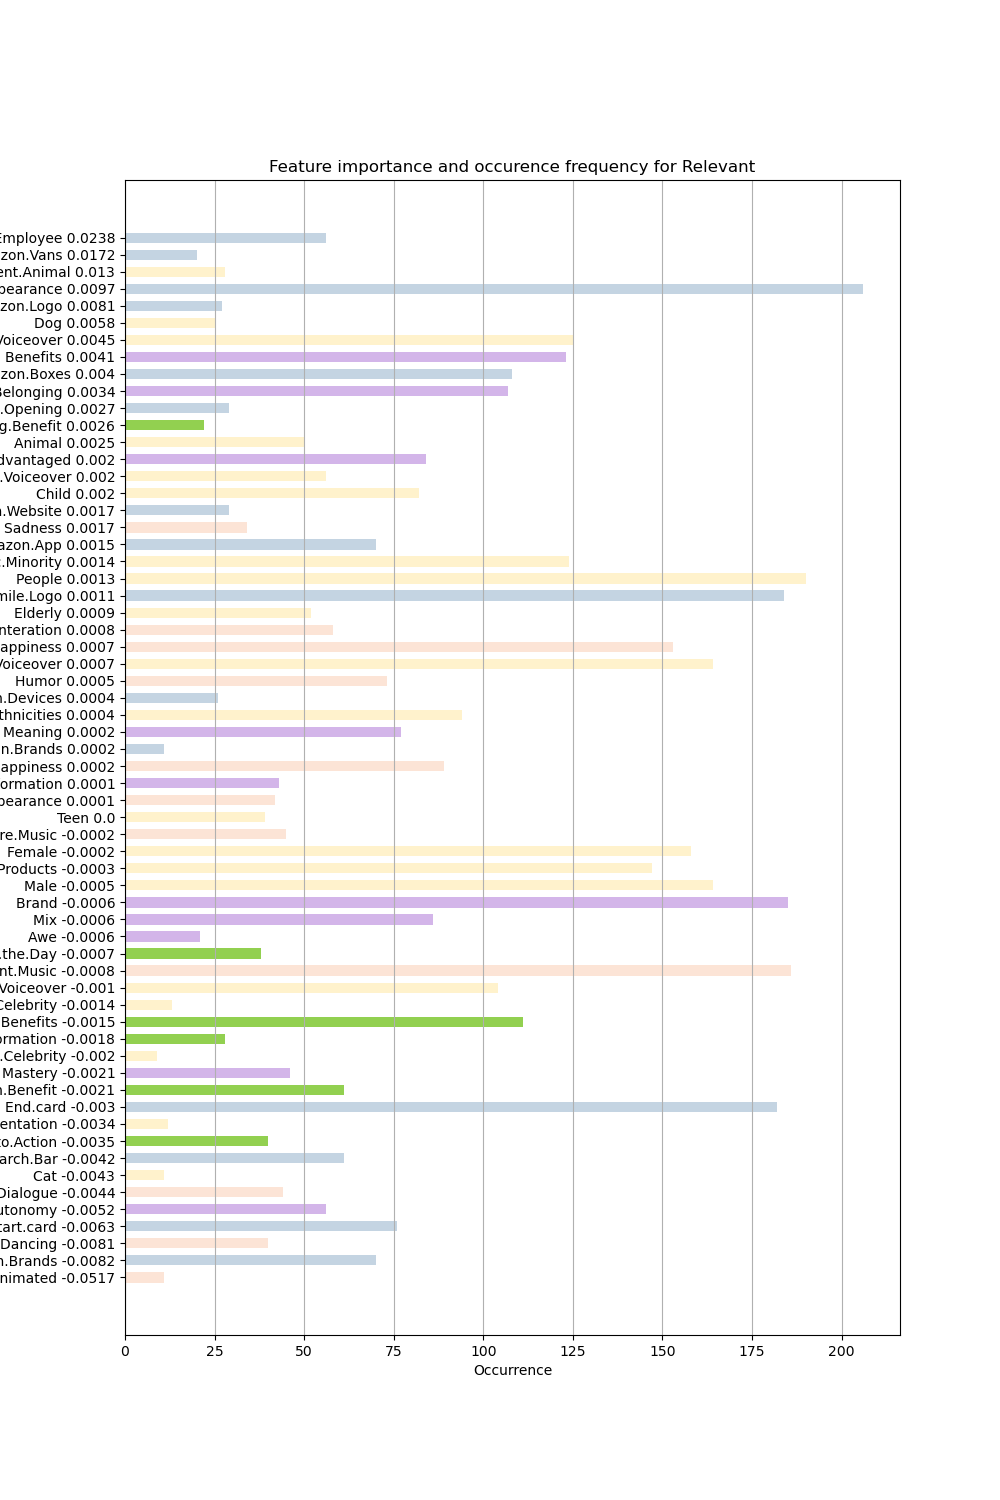 Feature importance and occurence frequency for Relevant
Employee 0.0238
zon.Vans 0.0172
ent.Animal 0.013
pearance 0.0097
zon.Logo 0.0081
Dog 0.0058
Voiceover 0.0045
Benefits 0.0041
zon.Boxes 0.004
Belonging 0.0034
.Opening 0.0027
g.Benefit 0.0026
Animal 0.0025
dvantaged 0.002
.Voiceover 0.002
Child 0.002
n.Website 0.0017
Sadness 0.0017
azon.App 0.0015
c.Minority 0.0014
People 0.0013
mile.Logo 0.0011
Elderly 0.0009
nteration 0.0008
appiness 0.0007
Voiceover 0.0007
Humor 0.0005
n.Devices 0.0004
thnicities 0.0004
Meaning 0.0002
n.Brands 0.0002
appiness 0.0002
ormation 0.0001
pearance 0.0001
Teen 0.0
re.Music -0.0002
Female -0.0002
Products -0.0003
Male -0.0005
Brand -0.0006
Mix -0.0006
Awe -0.0006
.the.Day -0.0007
nt.Music -0.0008
Voiceover -0.001
Celebrity -0.0014
Benefits -0.0015
ormation -0.0018
.Celebrity -0.002
Mastery -0.0021
n.Benefit -0.0021
End.card -0.003
entation -0.0034
to.Action -0.0035
arch.Bar -0.0042
Cat -0.0043
Dialogue -0.0044
utonomy -0.0052
tart.card -0.0063
Dancing -0.0081
n.Brands -0.0082
nimated -0.0517
0 25 50 75 100 125 150 175 200
Occurrence